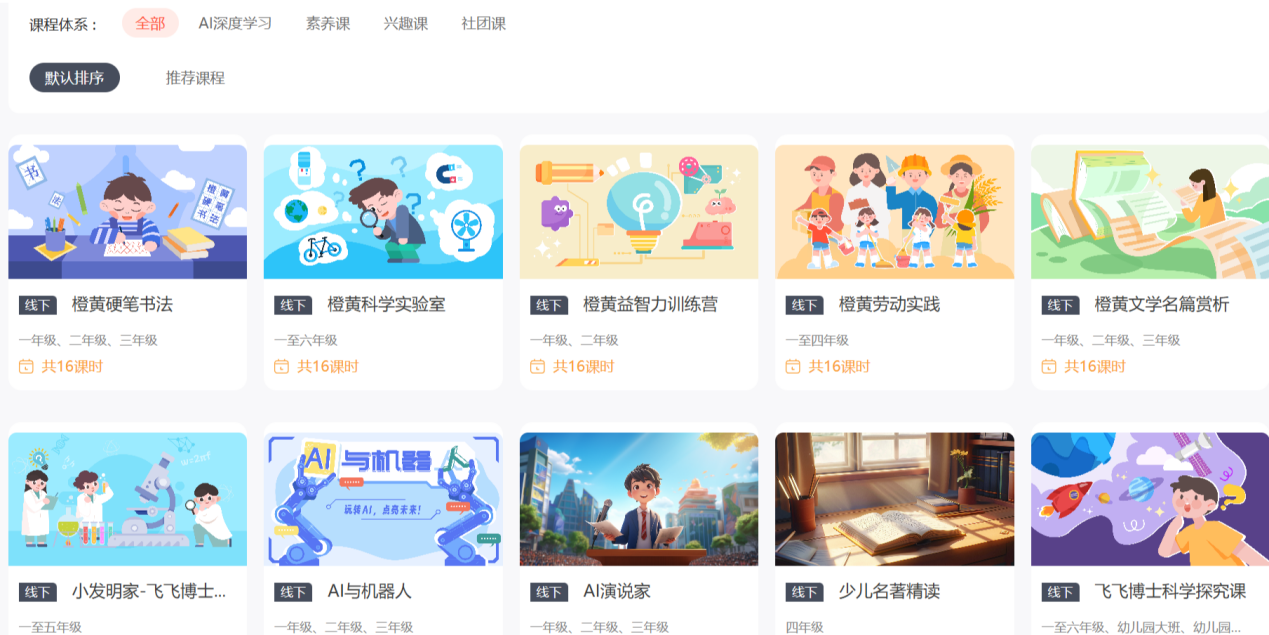 课程体系： 全部 AI深度学习 素养课 兴趣课 社团课
默认排序 推荐课程
书
法
橙黄硬笔书法
AI与机器
玩转AI，点亮未来！
线下 橙黄硬笔书法
线下 橙黄科学实验室
线下 橙黄益智力训练营
线下 橙黄劳动实践
线下 橙黄文学名篇赏析
一年级、二年级、三年级
一至六年级
一年级、二年级
一至四年级
一年级、二年级、三年级
共16课时
共16课时
共16课时
共16课时
共16课时
线下 小发明家-飞飞博士...
线下 AI与机器人
线下 AI演说家
线下 少儿名著精读
线下 飞飞博士科学探究课
一至五年级
一年级、二年级、三年级
一年级、二年级、三年级
四年级
一至六年级、幼儿园大班、幼儿园...